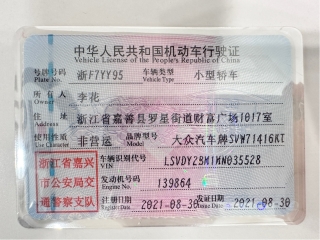 中华人民共和国机动车行驶证
Vehicle License of the People's Republic of China
号牌号码 Plate No. 浙F7YY95 车辆类型 Vehicle Type 小型轿车
所有人 Owner 李花
住址 Address 浙江省嘉善县罗星街道财富广场1017室
使用性质 Use Character 非营运 品牌型号 Model 大众汽车牌SVW71416KT
浙江省嘉兴 车辆识别代号 VIN LSVDY2BM1MN035528
市公安局交 发动机号码 Engine No. 139864
通警察支队 注册日期 Register Date 2021-08-30 发证日期 Issue Date 2021-08-30